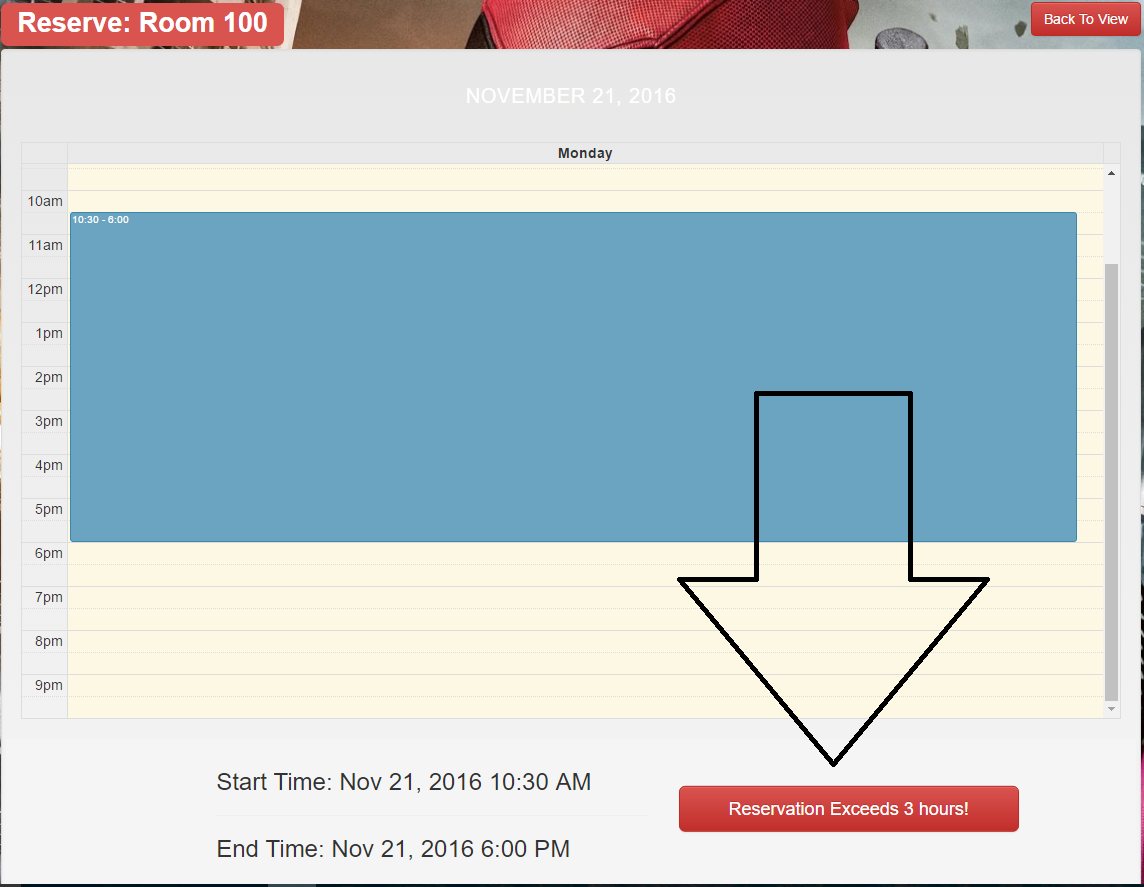 Reserve: Room 100
Back To View
NOVEMBER 21, 2016
Monday
10am
10:30 - 6:00
11am
12pm
1pm
2pm
3pm
4pm
5pm
6pm
7pm
8pm
9pm
Start Time: Nov 21, 2016 10:30 AM
Reservation Exceeds 3 hours!
End Time: Nov 21, 2016 6:00 PM